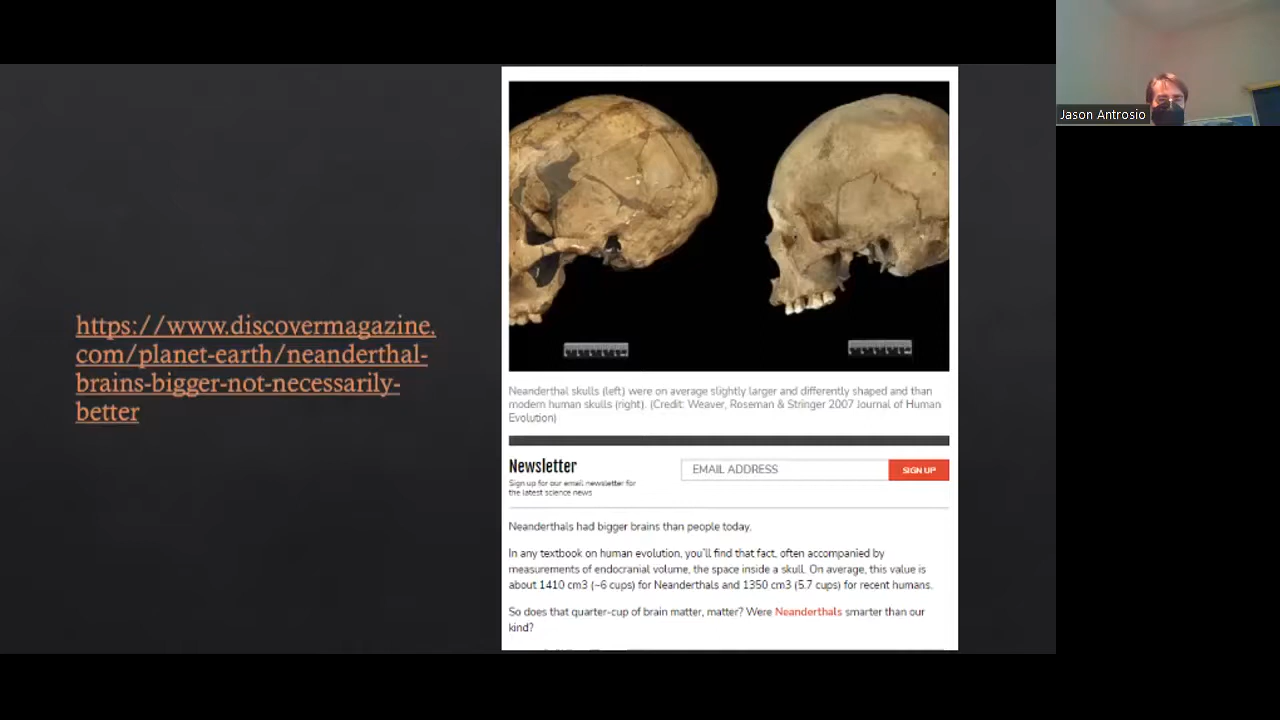 Jason Antrosio
https://www.discovermagazine.
com/planet-earth/neanderthal-
brains-bigger-not-necessarily-
better
Neanderthal skulls (left) were on average slightly larger and differently shaped and than
modern human skulls (right). (Credit: Weaver, Roseman & Stringer 2007 Journal of Human
Evolution)
Newsletter
Sign up for our email newsletter for
the latest science news
EMAIL ADDRESS
SIGN UP
Neanderthals had bigger brains than people today.
In any textbook on human evolution, you'll find that fact, often accompanied by
measurements of endocranial volume, the space inside a skull. On average, this value is
about 1410 cm3 (~6 cups) for Neanderthals and 1350 cm3 (5.7 cups) for recent humans.
So does that quarter-cup of brain matter, matter? Were Neanderthals smarter than our
kind?